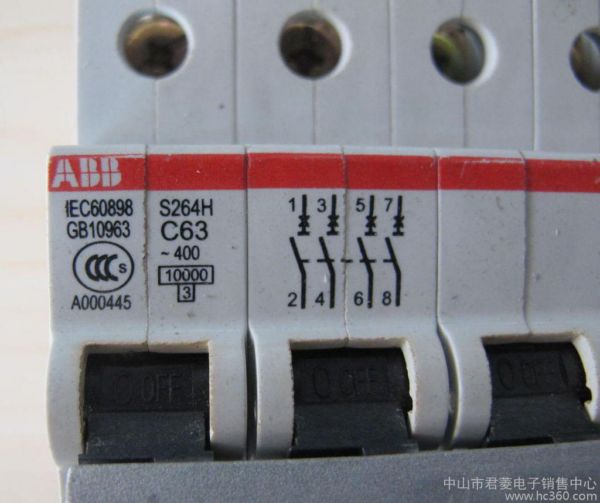 ABB
IEC60898
GB10963
CCC S
A000445
S264H
C63
~ 400
10000
3
1 3 5 7
2 4 6 8
O OFF
O OFF
O OFF
中山市君菱电子销售中心
www.hc360.com